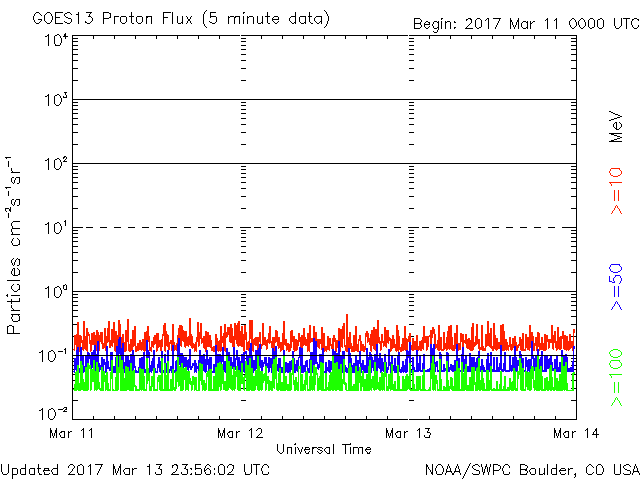 GOES13 Proton Flux (5 minute data)
Begin: 2017 Mar 11 0000 UTC
10⁴
10³
10²
10¹
10⁰
10⁻¹
10⁻²
Particles cm⁻²s⁻¹sr⁻¹
MeV
>=10
>=50
>=100
Mar 11
Mar 12
Mar 13
Mar 14
Universal Time
Updated 2017 Mar 13 23:56:02 UTC
NOAA/SWPC Boulder, CO USA